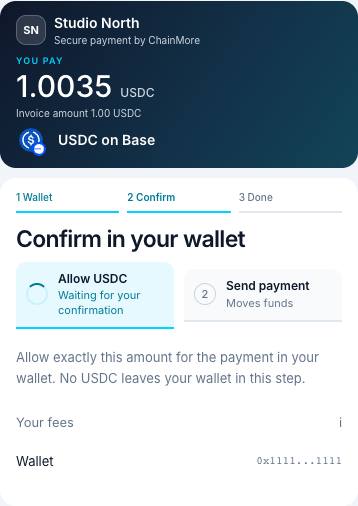 SN
Studio North
Secure payment by ChainMore
YOU PAY
1.0035 USDC
Invoice amount 1.00 USDC
USDC on Base
1 Wallet
2 Confirm
3 Done
Confirm in your wallet
Allow USDC
Waiting for your
confirmation
2
Send payment
Moves funds
Allow exactly this amount for the payment in your
wallet. No USDC leaves your wallet in this step.
Your fees i
Wallet 0x1111...1111